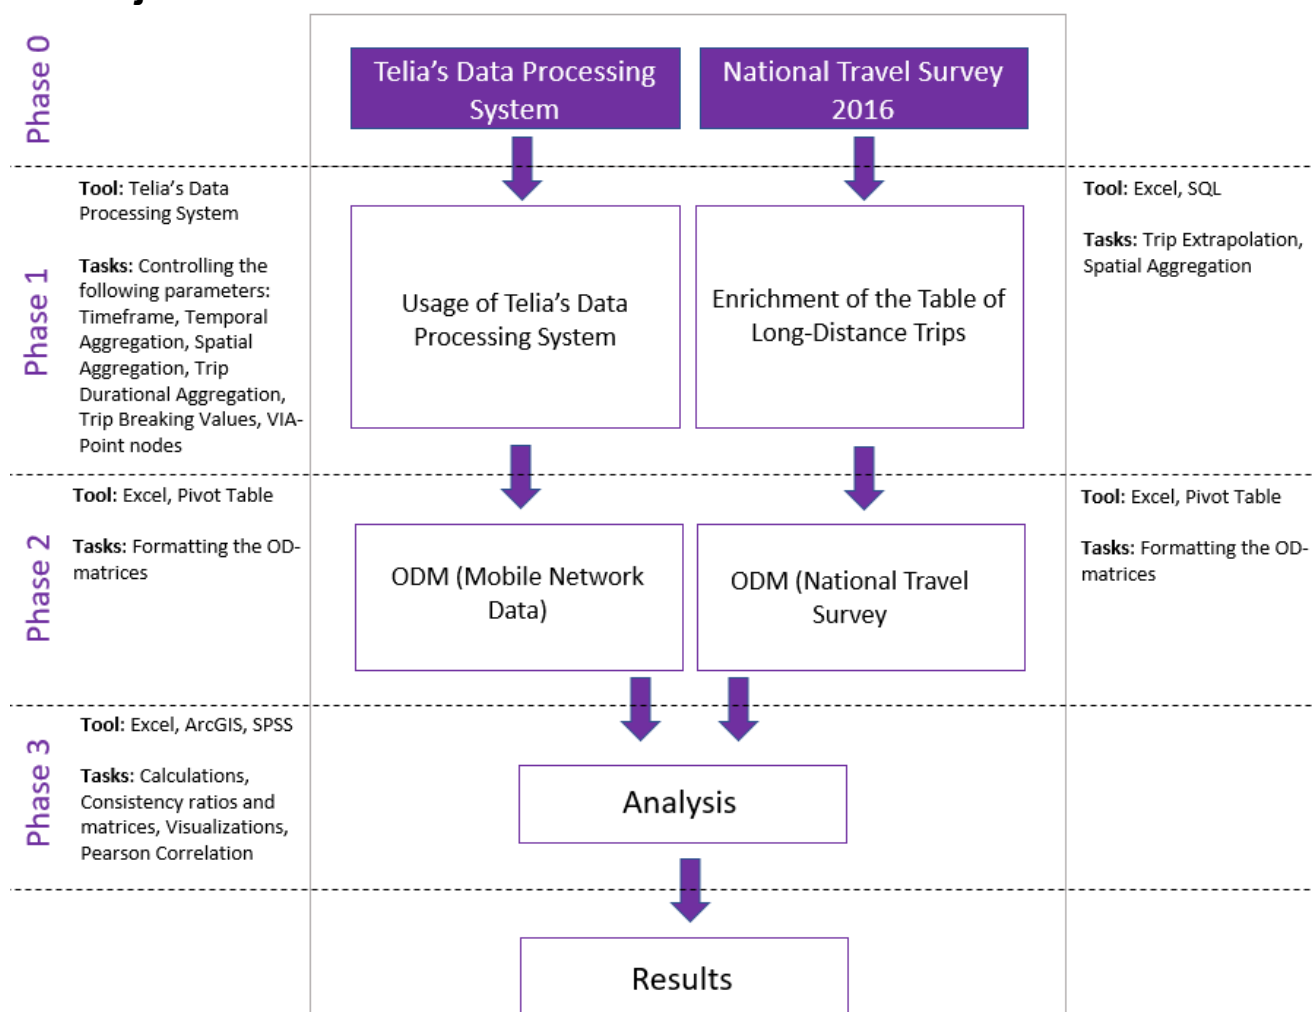 Phase 0
Telia's Data Processing
System
National Travel Survey
2016
Phase 1
Tool: Telia's Data
Processing System
Tasks: Controlling the
following parameters:
Timeframe, Temporal
Aggregation, Spatial
Aggregation, Trip
Durational Aggregation,
Trip Breaking Values, VIA-
Point nodes
Usage of Telia's Data
Processing System
Enrichment of the Table of
Long-Distance Trips
Tool: Excel, SQL
Tasks: Trip Extrapolation,
Spatial Aggregation
Phase 2
Tool: Excel, Pivot Table
Tasks: Formatting the OD-
matrices
ODM (Mobile Network
Data)
ODM (National Travel
Survey
Tool: Excel, Pivot Table
Tasks: Formatting the OD-
matrices
Phase 3
Tool: Excel, ArcGIS, SPSS
Tasks: Calculations,
Consistency ratios and
matrices, Visualizations,
Pearson Correlation
Analysis
Results